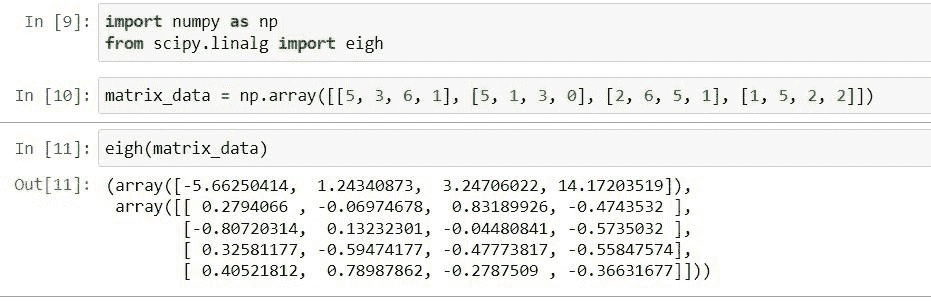 In [9]: import numpy as np
from scipy.linalg import eigh
In [10]: matrix_data = np.array([[5, 3, 6, 1], [5, 1, 3, 0], [2, 6, 5, 1], [1, 5, 2, 2]])
In [11]: eigh(matrix_data)
Out[11]: (array([-5.66250414, 1.24340873, 3.24706022, 14.17203519]),
array([[ 0.2794066 , -0.06974678, 0.83189926, -0.4743532 ],
[-0.80720314, 0.13232301, -0.04480841, -0.5735032 ],
[ 0.32581177, -0.59474177, -0.47773817, -0.55847574],
[ 0.40521812, 0.78987862, -0.2787509 , -0.36631677]]))